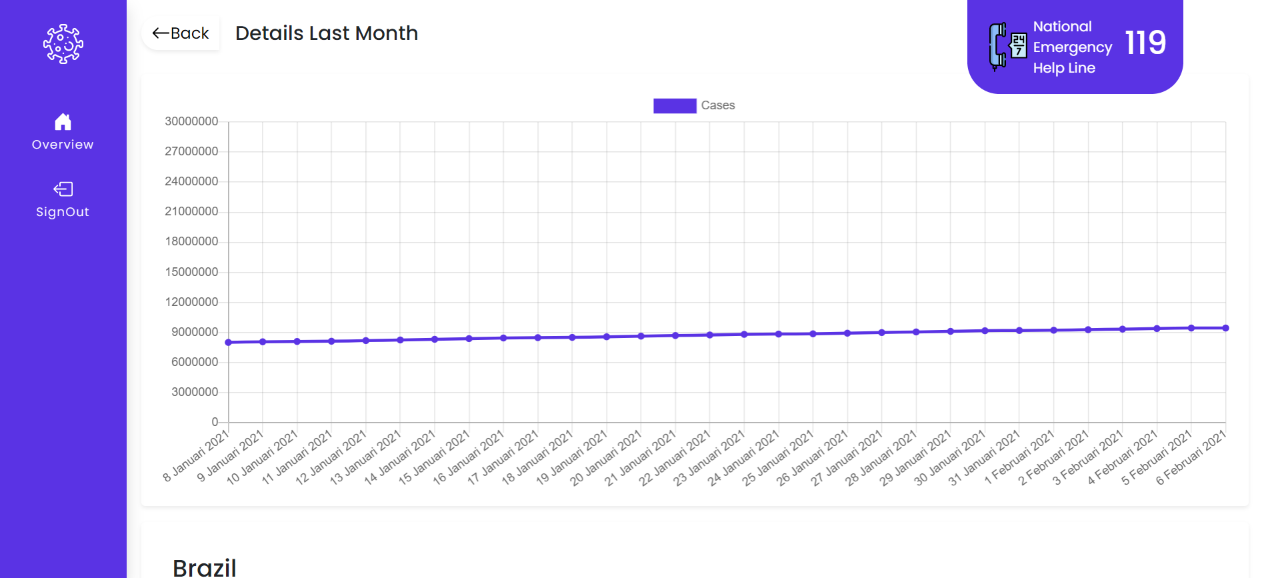 Back
Details Last Month
National
Emergency
Help Line
119
24
7
Overview
SignOut
Cases
30000000
27000000
24000000
21000000
18000000
15000000
12000000
9000000
6000000
3000000
0
8 Januari 2021
9 Januari 2021
10 Januari 2021
11 Januari 2021
12 Januari 2021
13 Januari 2021
14 Januari 2021
15 Januari 2021
16 Januari 2021
17 Januari 2021
18 Januari 2021
19 Januari 2021
20 Januari 2021
21 Januari 2021
22 Januari 2021
23 Januari 2021
24 Januari 2021
25 Januari 2021
26 Januari 2021
27 Januari 2021
28 Januari 2021
29 Januari 2021
30 Januari 2021
31 Januari 2021
1 Februari 2021
2 Februari 2021
3 Februari 2021
4 Februari 2021
5 Februari 2021
6 Februari 2021
Brazil